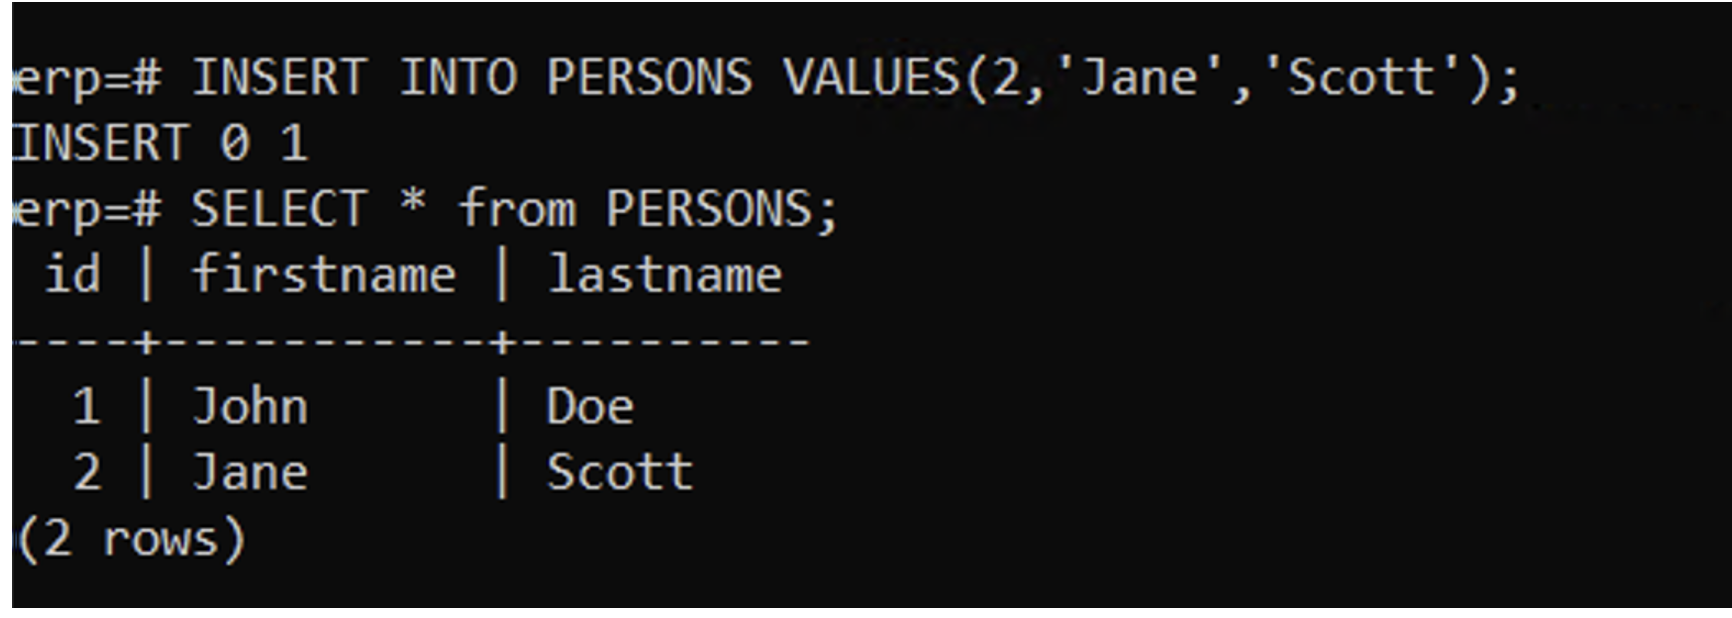 erp=# INSERT INTO PERSONS VALUES(2,'Jane','Scott');
INSERT 0 1
erp=# SELECT * from PERSONS;
 id | firstname | lastname
----+-----------+----------
  1 | John      | Doe
  2 | Jane      | Scott
(2 rows)